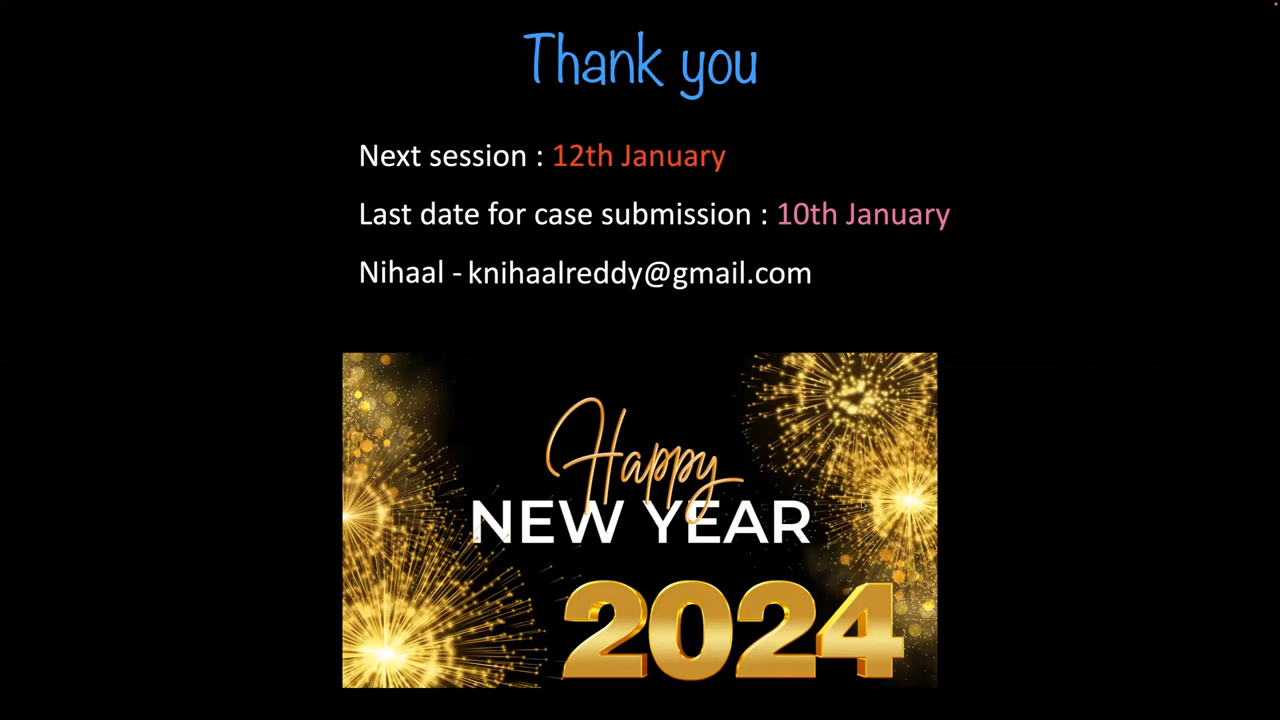 Thank you
Next session : 12th January
Last date for case submission : 10th January
Nihaal - knihaalreddy@gmail.com
Happy
NEW YEAR
2024